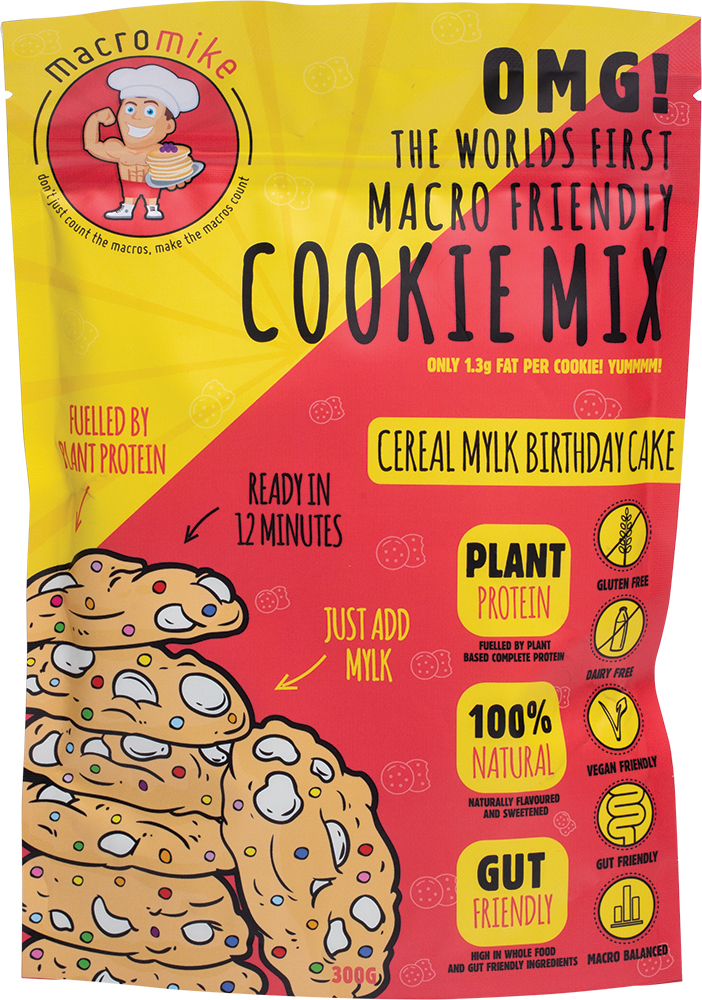 macromike
don't just count the macros, make the macros count
OMG!
THE WORLDS FIRST
MACRO FRIENDLY
COOKIE MIX
ONLY 1.3g FAT PER COOKIE! YUMMMM!
CEREAL MYLK BIRTHDAY CAKE
FUELLED BY
PLANT PROTEIN
READY IN
12 MINUTES
JUST ADD
MYLK
PLANT
PROTEIN
FUELLED BY PLANT
BASED COMPLETE PROTEIN
100%
NATURAL
NATURALLY FLAVOURED
AND SWEETENED
GUT
FRIENDLY
HIGH IN WHOLE FOOD
AND GUT FRIENDLY INGREDIENTS
GLUTEN FREE
DAIRY FREE
VEGAN FRIENDLY
GUT FRIENDLY
MACRO BALANCED
300G